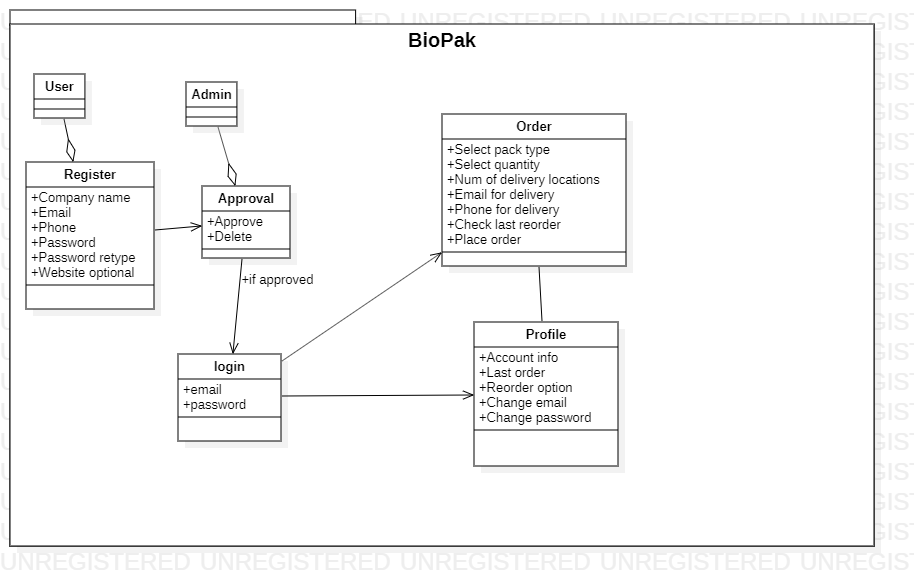 BioPak
User
Admin
Register
+Company name
+Email
+Phone
+Password
+Password retype
+Website optional
Approval
+Approve
+Delete
+if approved
login
+email
+password
Order
+Select pack type
+Select quantity
+Num of delivery locations
+Email for delivery
+Phone for delivery
+Check last reorder
+Place order
Profile
+Account info
+Last order
+Reorder option
+Change email
+Change password
UNREGISTERED UNREGISTERED UNREGISTERED UNREGISTERED